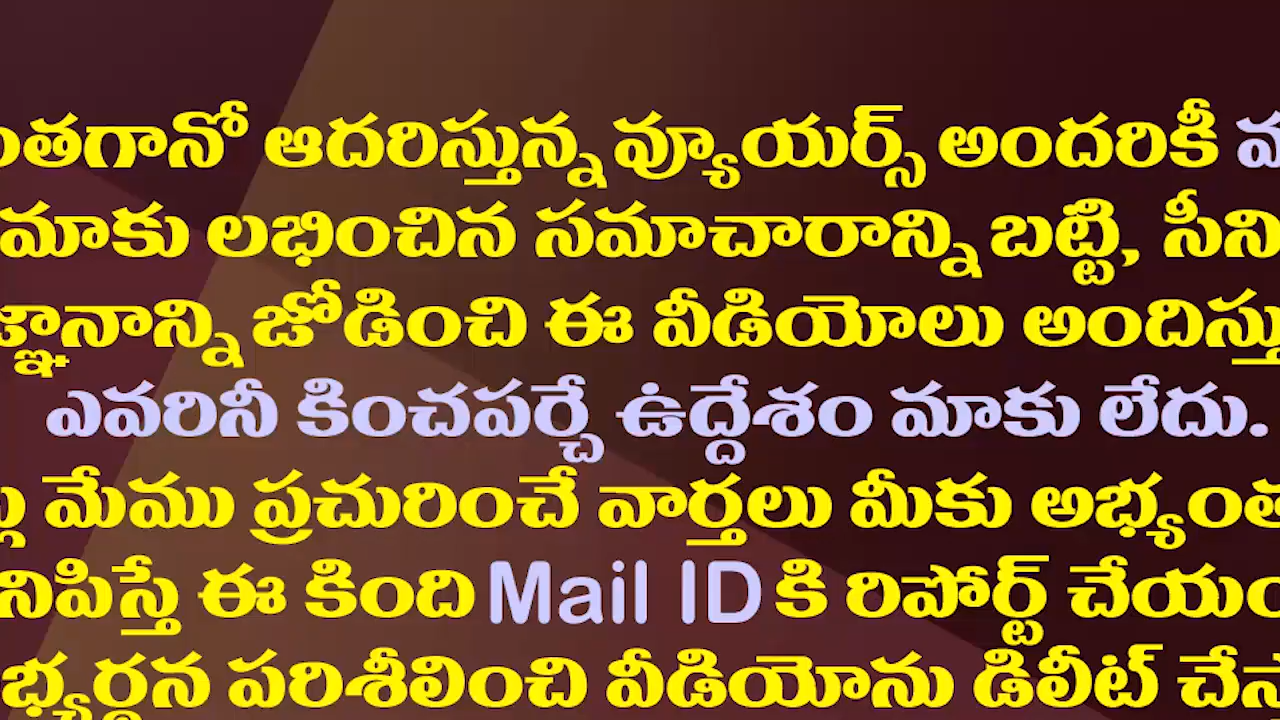 ంతగానో ఆదరిస్తున్న వ్యూయర్స్ అందరికీ
మాకు లభించిన సమాచారాన్ని బట్టి, సీని
జ్ఞానాన్ని జోడించి ఈ వీడియోలు అందిస్తు
ఎవరినీ కించపర్చే ఉద్దేశం మాకు లేదు.
మేము ప్రచురించే వార్తలు మీకు అభ్యంత
నిపిస్తే ఈ కింది Mail ID కి రిపోర్ట్ చేయం
భ్యర్థన పరిశీలించి వీడియోను డిలీట్ చే